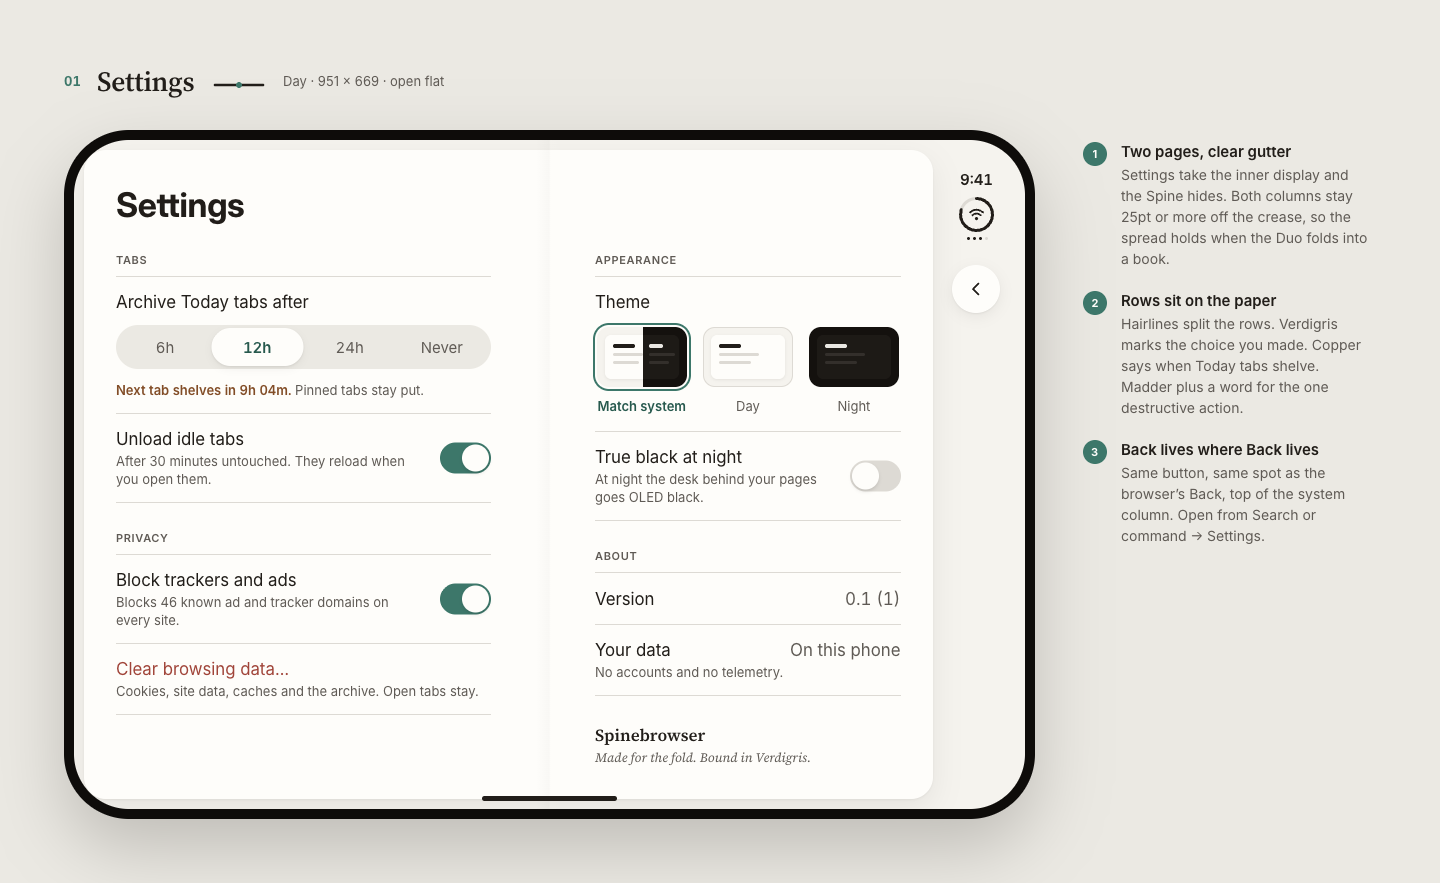 01 Settings Day · 951 × 669 · open flat
Settings
TABS
Archive Today tabs after
6h 12h 24h Never
Next tab shelves in 9h 04m. Pinned tabs stay put.
Unload idle tabs
After 30 minutes untouched. They reload when
you open them.
PRIVACY
Block trackers and ads
Blocks 46 known ad and tracker domains on
every site.
Clear browsing data...
Cookies, site data, caches and the archive. Open tabs stay.
APPEARANCE
Theme
Match system Day Night
True black at night
At night the desk behind your pages
goes OLED black.
ABOUT
Version 0.1 (1)
Your data On this phone
No accounts and no telemetry.
Spinebrowser
Made for the fold. Bound in Verdigris.
9:41
1 Two pages, clear gutter
Settings take the inner display and
the Spine hides. Both columns stay
25pt or more off the crease, so the
spread holds when the Duo folds into
a book.
2 Rows sit on the paper
Hairlines split the rows. Verdigris
marks the choice you made. Copper
says when Today tabs shelve.
Madder plus a word for the one
destructive action.
3 Back lives where Back lives
Same button, same spot as the
browser’s Back, top of the system
column. Open from Search or
command → Settings.